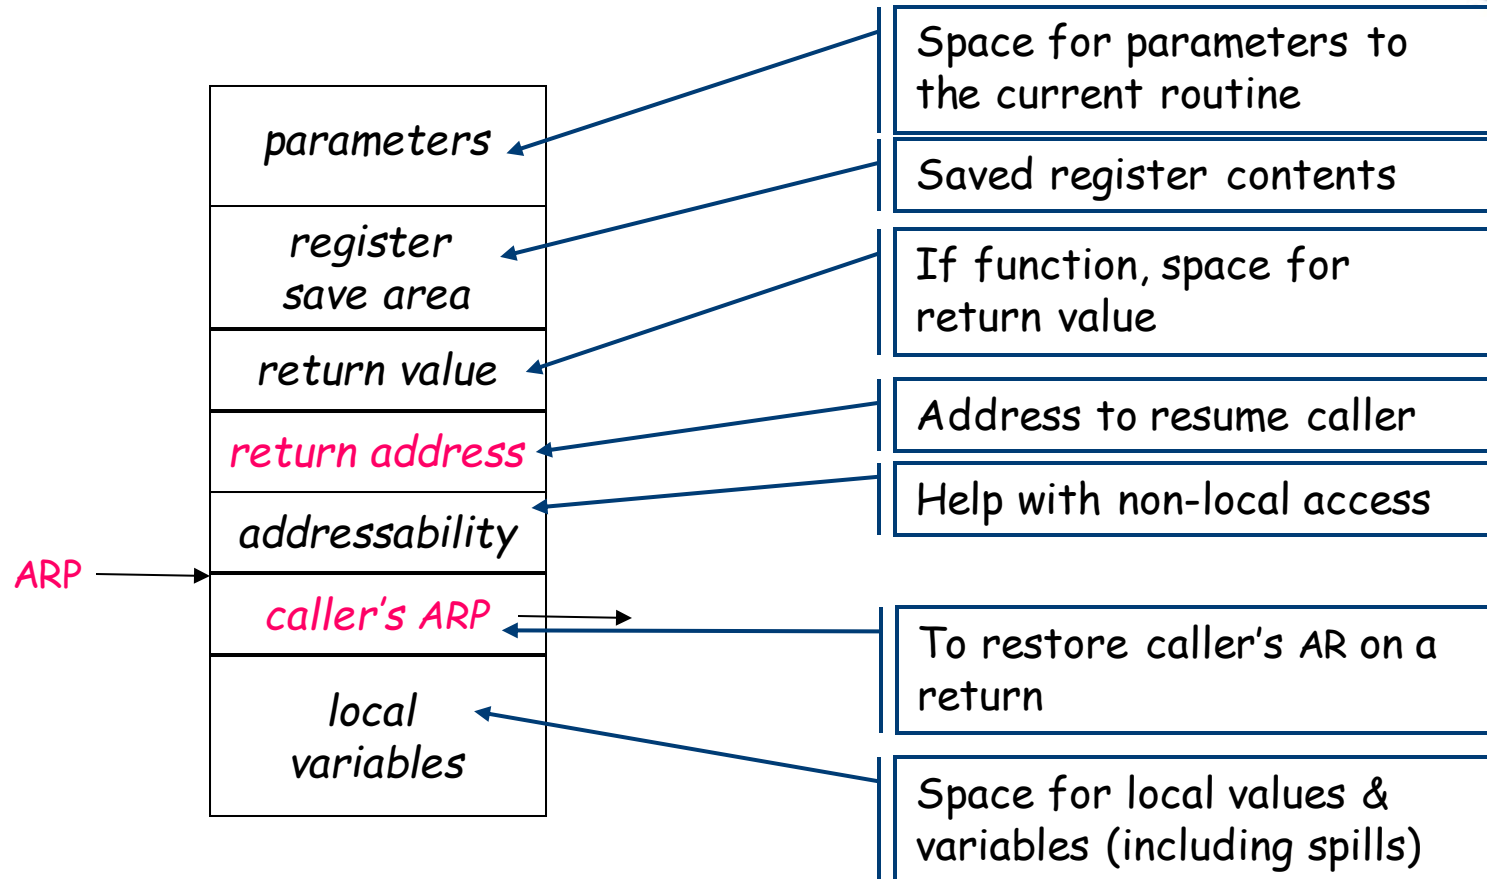 parameters
register
save area
return value
return address
addressability
ARP
caller's ARP
local
variables
Space for parameters to
the current routine
Saved register contents
If function, space for
return value
Address to resume caller
Help with non-local access
To restore caller's AR on a
return
Space for local values &
variables (including spills)